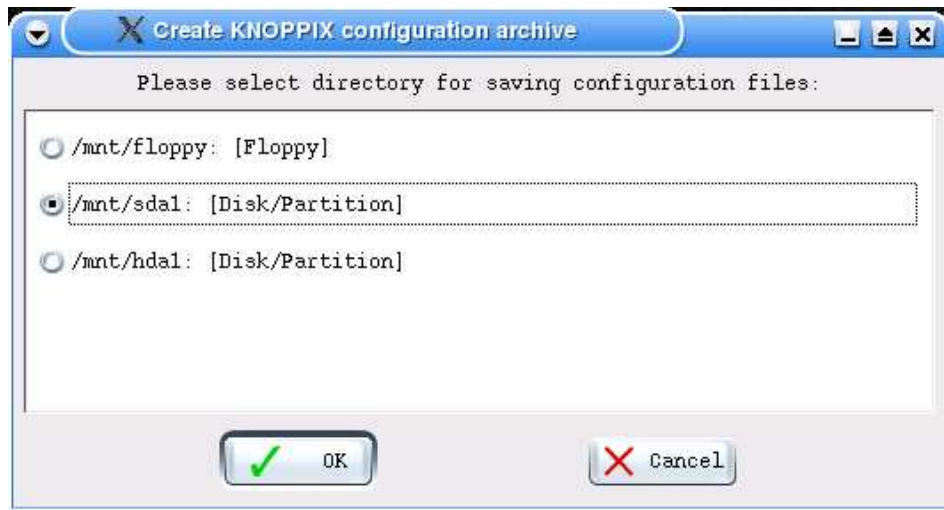 Create KNOPPIX configuration archive
Please select directory for saving configuration files:
/mnt/floppy: [Floppy]
/mnt/sda1: [Disk/Partition]
/mnt/hda1: [Disk/Partition]
OK
Cancel